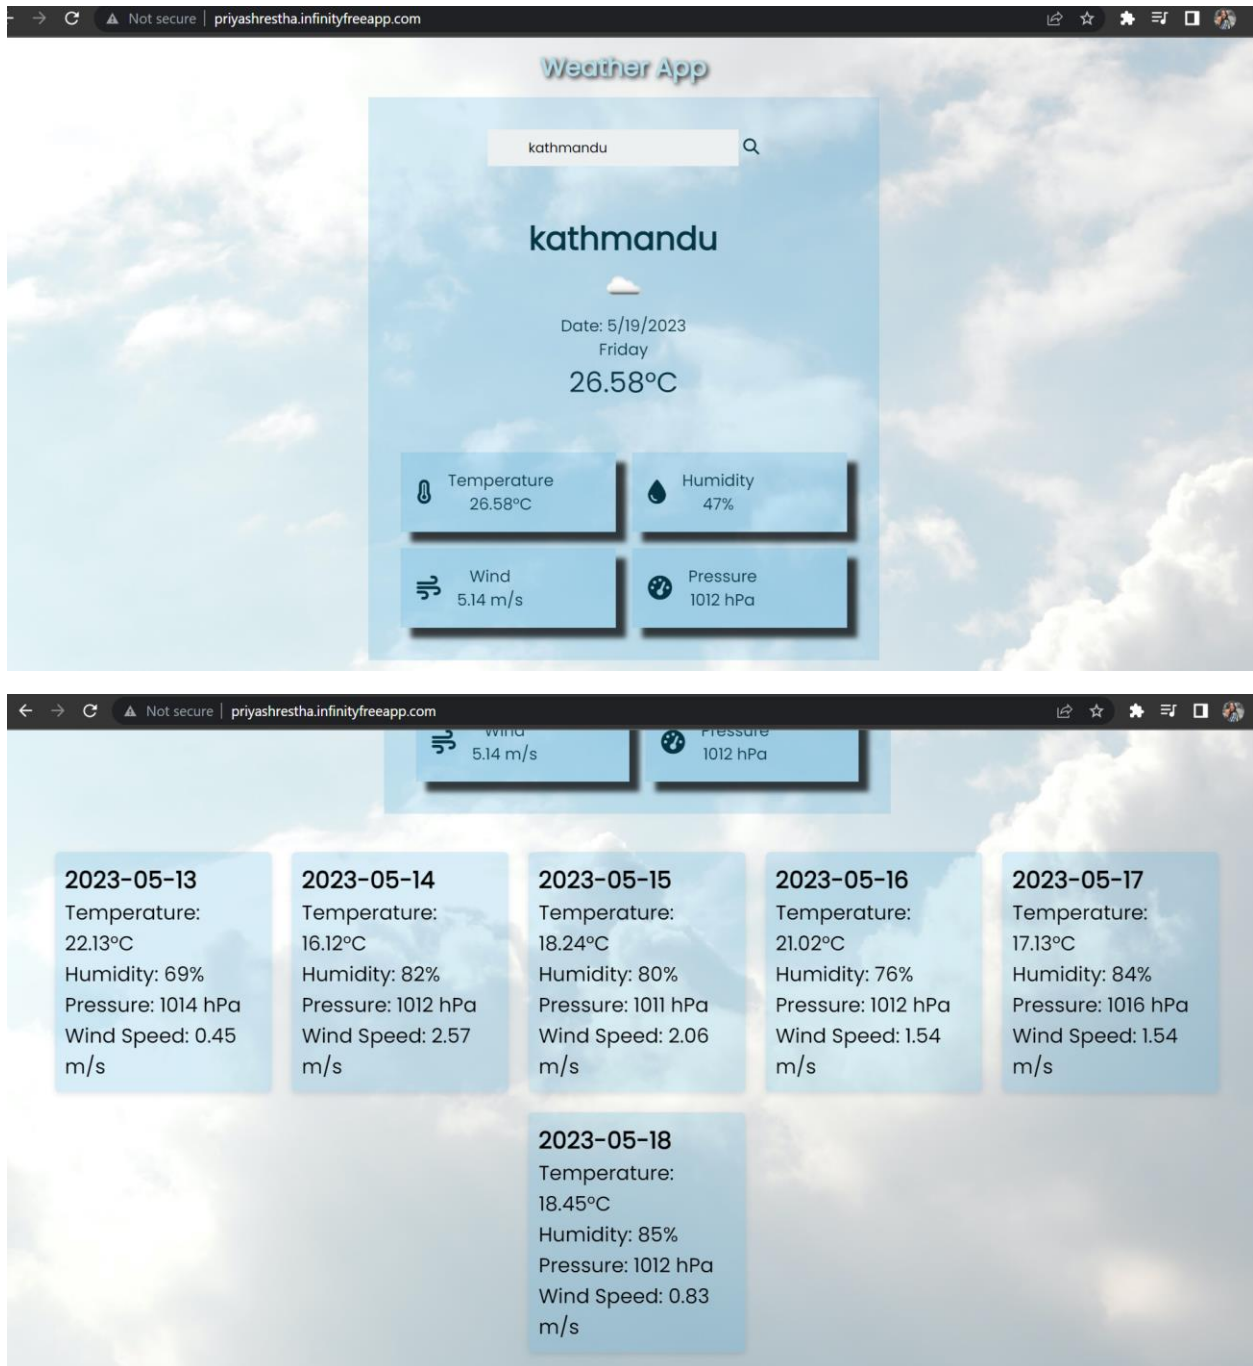 Not secure | priyashrestha.infinityfreeapp.com
Weather App
kathmandu
kathmandu
Date: 5/19/2023
Friday
26.58°C
Temperature
26.58°C
Humidity
47%
Wind
5.14 m/s
Pressure
1012 hPa
Not secure | priyashrestha.infinityfreeapp.com
Wind
5.14 m/s
Pressure
1012 hPa
2023-05-13
Temperature:
22.13°C
Humidity: 69%
Pressure: 1014 hPa
Wind Speed: 0.45
m/s
2023-05-14
Temperature:
16.12°C
Humidity: 82%
Pressure: 1012 hPa
Wind Speed: 2.57
m/s
2023-05-15
Temperature:
18.24°C
Humidity: 80%
Pressure: 1011 hPa
Wind Speed: 2.06
m/s
2023-05-16
Temperature:
21.02°C
Humidity: 76%
Pressure: 1012 hPa
Wind Speed: 1.54
m/s
2023-05-17
Temperature:
17.13°C
Humidity: 84%
Pressure: 1016 hPa
Wind Speed: 1.54
m/s
2023-05-18
Temperature:
18.45°C
Humidity: 85%
Pressure: 1012 hPa
Wind Speed: 0.83
m/s